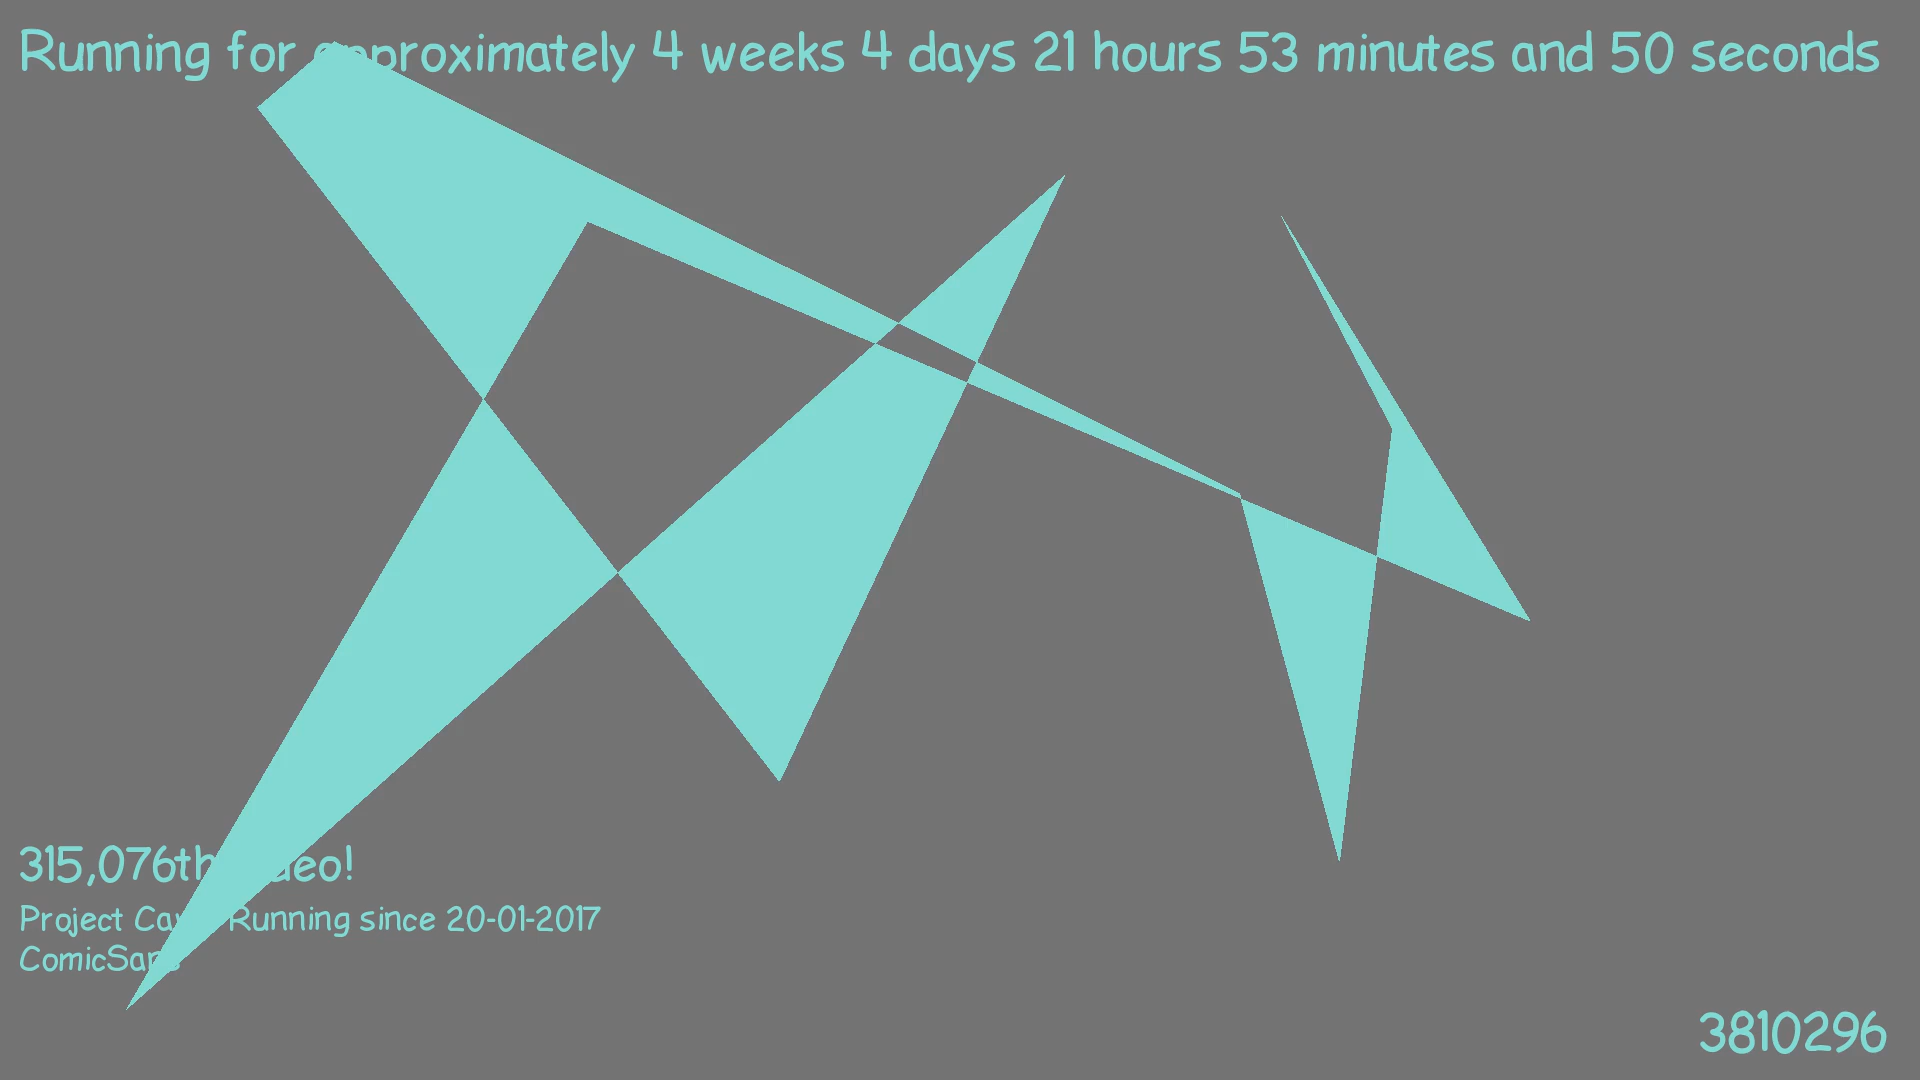 Running for approximately 4 weeks 4 days 21 hours 53 minutes and 50 seconds
315,076th
Project Running since 20-01-2017
ComicSans
3810296